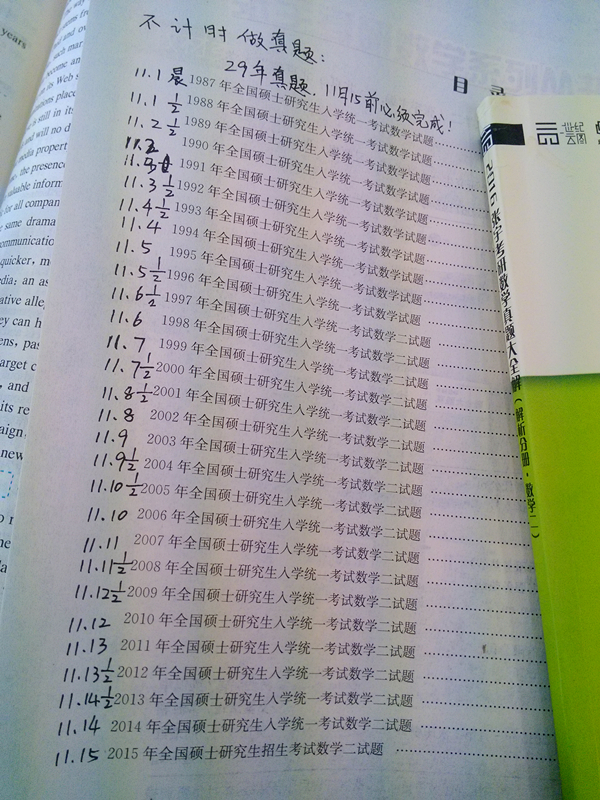 不计时做真题:
29年真题,11月15前必须完成!
目 录
11.1 晨 1987 年全国硕士研究生入学统一考试数学试题
11.1 1/2 1988 年全国硕士研究生入学统一考试数学试题
11.2 1/2 1989 年全国硕士研究生入学统一考试数学试题
11.2 1990 年全国硕士研究生入学统一考试数学试题
1991 年全国硕士研究生入学统一考试数学试题
11.3 1/2 1992 年全国硕士研究生入学统一考试数学试题
11.4 1/2 1993 年全国硕士研究生入学统一考试数学试题
11.4 1994 年全国硕士研究生入学统一考试数学试题
11.5 1995 年全国硕士研究生入学统一考试数学试题
11.5 1/2 1996 年全国硕士研究生入学统一考试数学试题
11.6 1/2 1997 年全国硕士研究生入学统一考试数学二试题
11.6 1998 年全国硕士研究生入学统一考试数学二试题
11.7 1999 年全国硕士研究生入学统一考试数学二试题
11.7 1/2 2000 年全国硕士研究生入学统一考试数学二试题
11.8 1/2 2001 年全国硕士研究生入学统一考试数学二试题
11.8 2002 年全国硕士研究生入学统一考试数学二试题
11.9 2003 年全国硕士研究生入学统一考试数学二试题
11.9 1/2 2004 年全国硕士研究生入学统一考试数学二试题
11.10 1/2 2005 年全国硕士研究生入学统一考试数学二试题
11.10 2006 年全国硕士研究生入学统一考试数学二试题
11.11 2007 年全国硕士研究生入学统一考试数学二试题
11.11 1/2 2008 年全国硕士研究生入学统一考试数学二试题
11.12 1/2 2009 年全国硕士研究生入学统一考试数学二试题
11.12 2010 年全国硕士研究生入学统一考试数学二试题
11.13 2011 年全国硕士研究生入学统一考试数学二试题
11.13 1/2 2012 年全国硕士研究生入学统一考试数学二试题
11.14 1/2 2013 年全国硕士研究生入学统一考试数学二试题
11.14 2014 年全国硕士研究生入学统一考试数学二试题
11.15 2015 年全国硕士研究生招生考试数学二试题
世纪
云图
2016张宇考研数学真题大全解(解析分册·数学二)
years